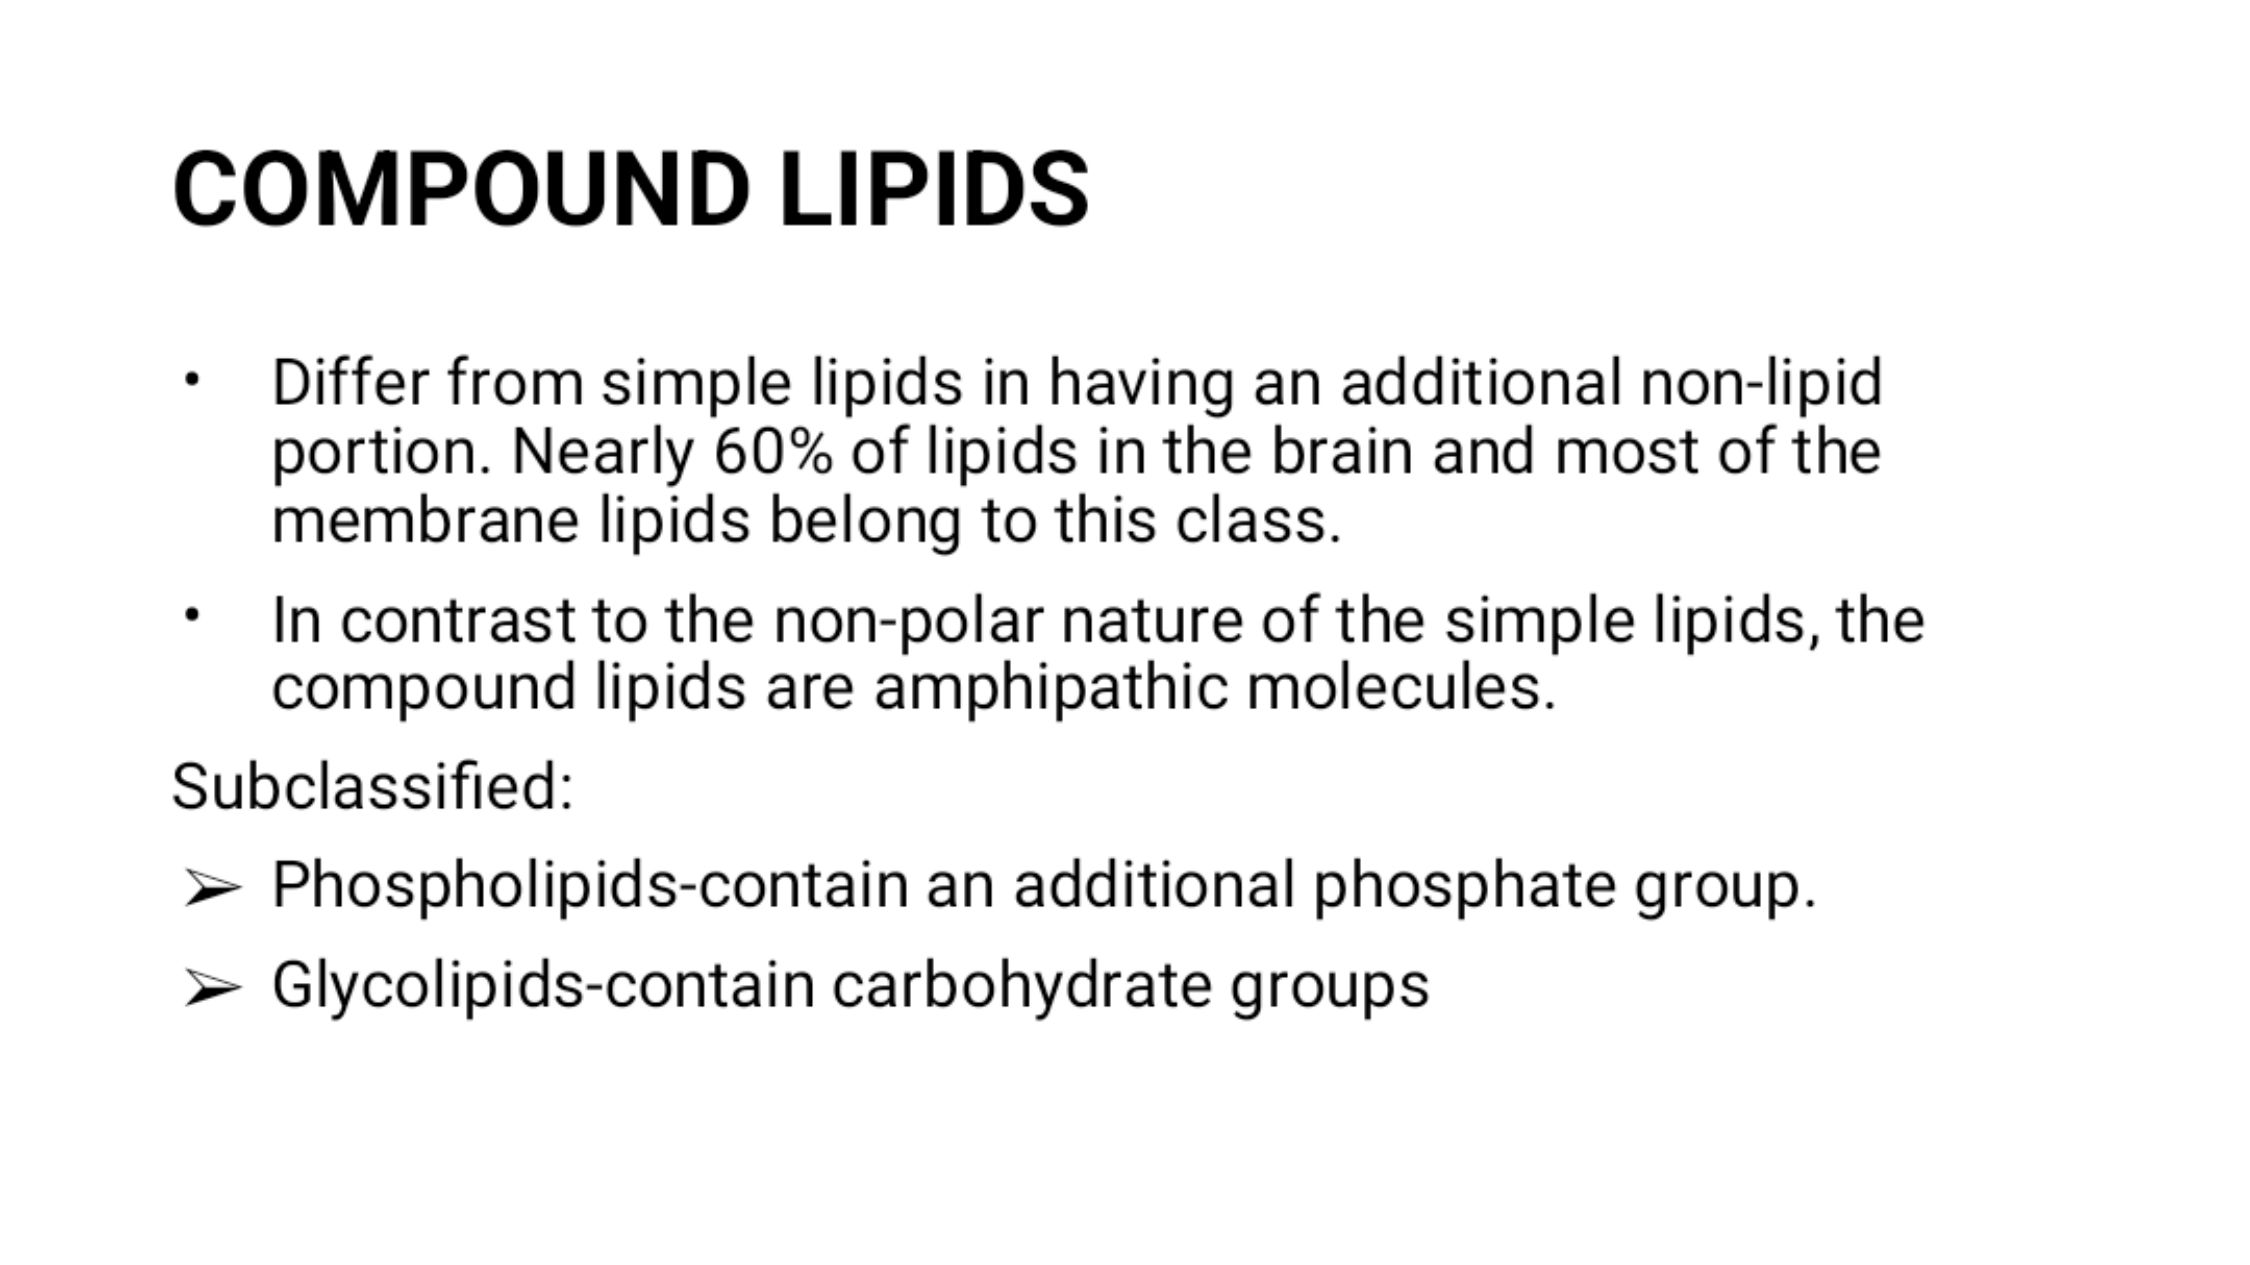 COMPOUND LIPIDS
• Differ from simple lipids in having an additional non-lipid
portion. Nearly 60% of lipids in the brain and most of the
membrane lipids belong to this class.
• In contrast to the non-polar nature of the simple lipids, the
compound lipids are amphipathic molecules.
Subclassified:
➢ Phospholipids-contain an additional phosphate group.
➢ Glycolipids-contain carbohydrate groups